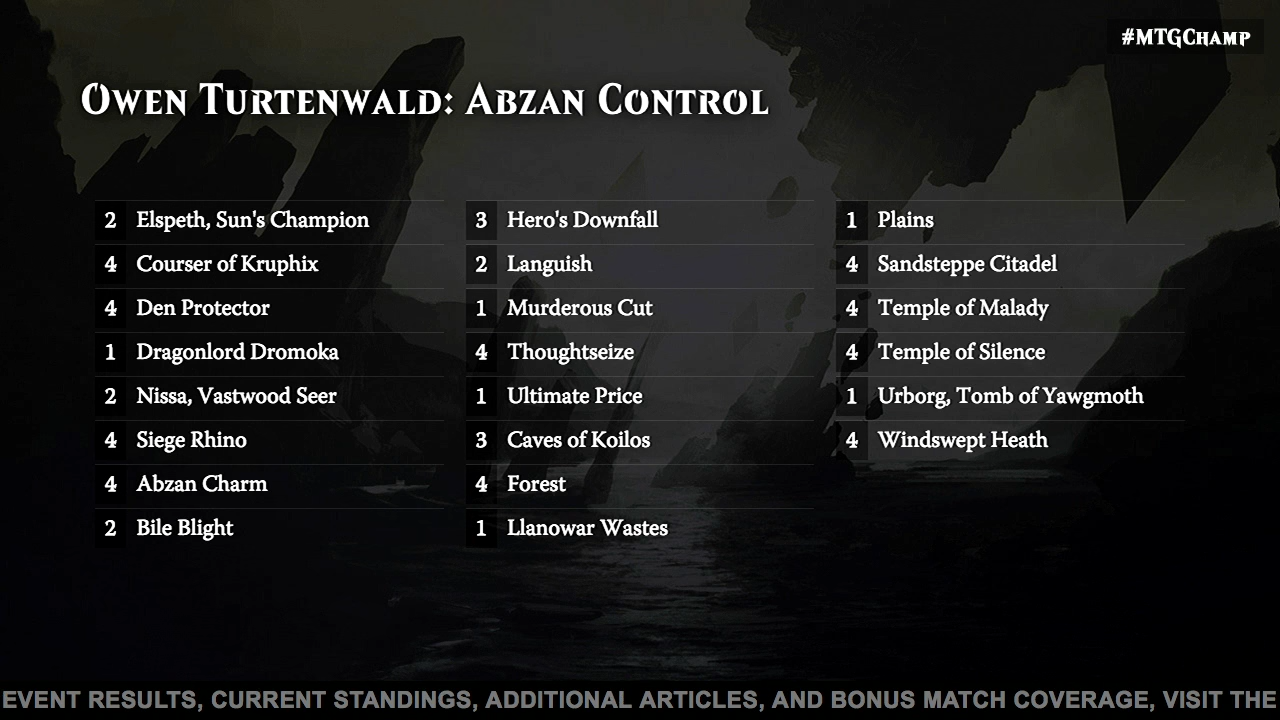 #MTGChamp
Owen Turtenwald: Abzan Control
2 Elspeth, Sun's Champion
4 Courser of Kruphix
4 Den Protector
1 Dragonlord Dromoka
2 Nissa, Vastwood Seer
4 Siege Rhino
4 Abzan Charm
2 Bile Blight
3 Hero's Downfall
2 Languish
1 Murderous Cut
4 Thoughtseize
1 Ultimate Price
3 Caves of Koilos
4 Forest
1 Llanowar Wastes
1 Plains
4 Sandsteppe Citadel
4 Temple of Malady
4 Temple of Silence
1 Urborg, Tomb of Yawgmoth
4 Windswept Heath
EVENT RESULTS, CURRENT STANDINGS, ADDITIONAL ARTICLES, AND BONUS MATCH COVERAGE, VISIT THE